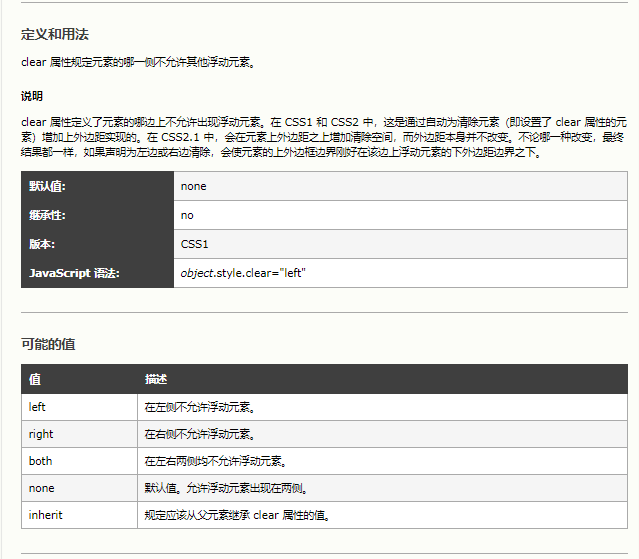 定义和用法
clear 属性规定元素的哪一侧不允许其他浮动元素。
说明
clear 属性定义了元素的哪边上不允许出现浮动元素。在 CSS1 和 CSS2 中，这是通过自动为清除元素（即设置了 clear 属性的元
素）增加上外边距实现的。在 CSS2.1 中，会在元素上外边距之上增加清除空间，而外边距本身并不改变。不论哪一种改变，最终
结果都一样，如果声明为左边或右边清除，会使元素的上外边框边界刚好在该边上浮动元素的下外边距边界之下。
默认值: none
继承性: no
版本: CSS1
JavaScript 语法: object.style.clear="left"
可能的值
值 描述
left 在左侧不允许浮动元素。
right 在右侧不允许浮动元素。
both 在左右两侧均不允许浮动元素。
none 默认值。允许浮动元素出现在两侧。
inherit 规定应该从父元素继承 clear 属性的值。